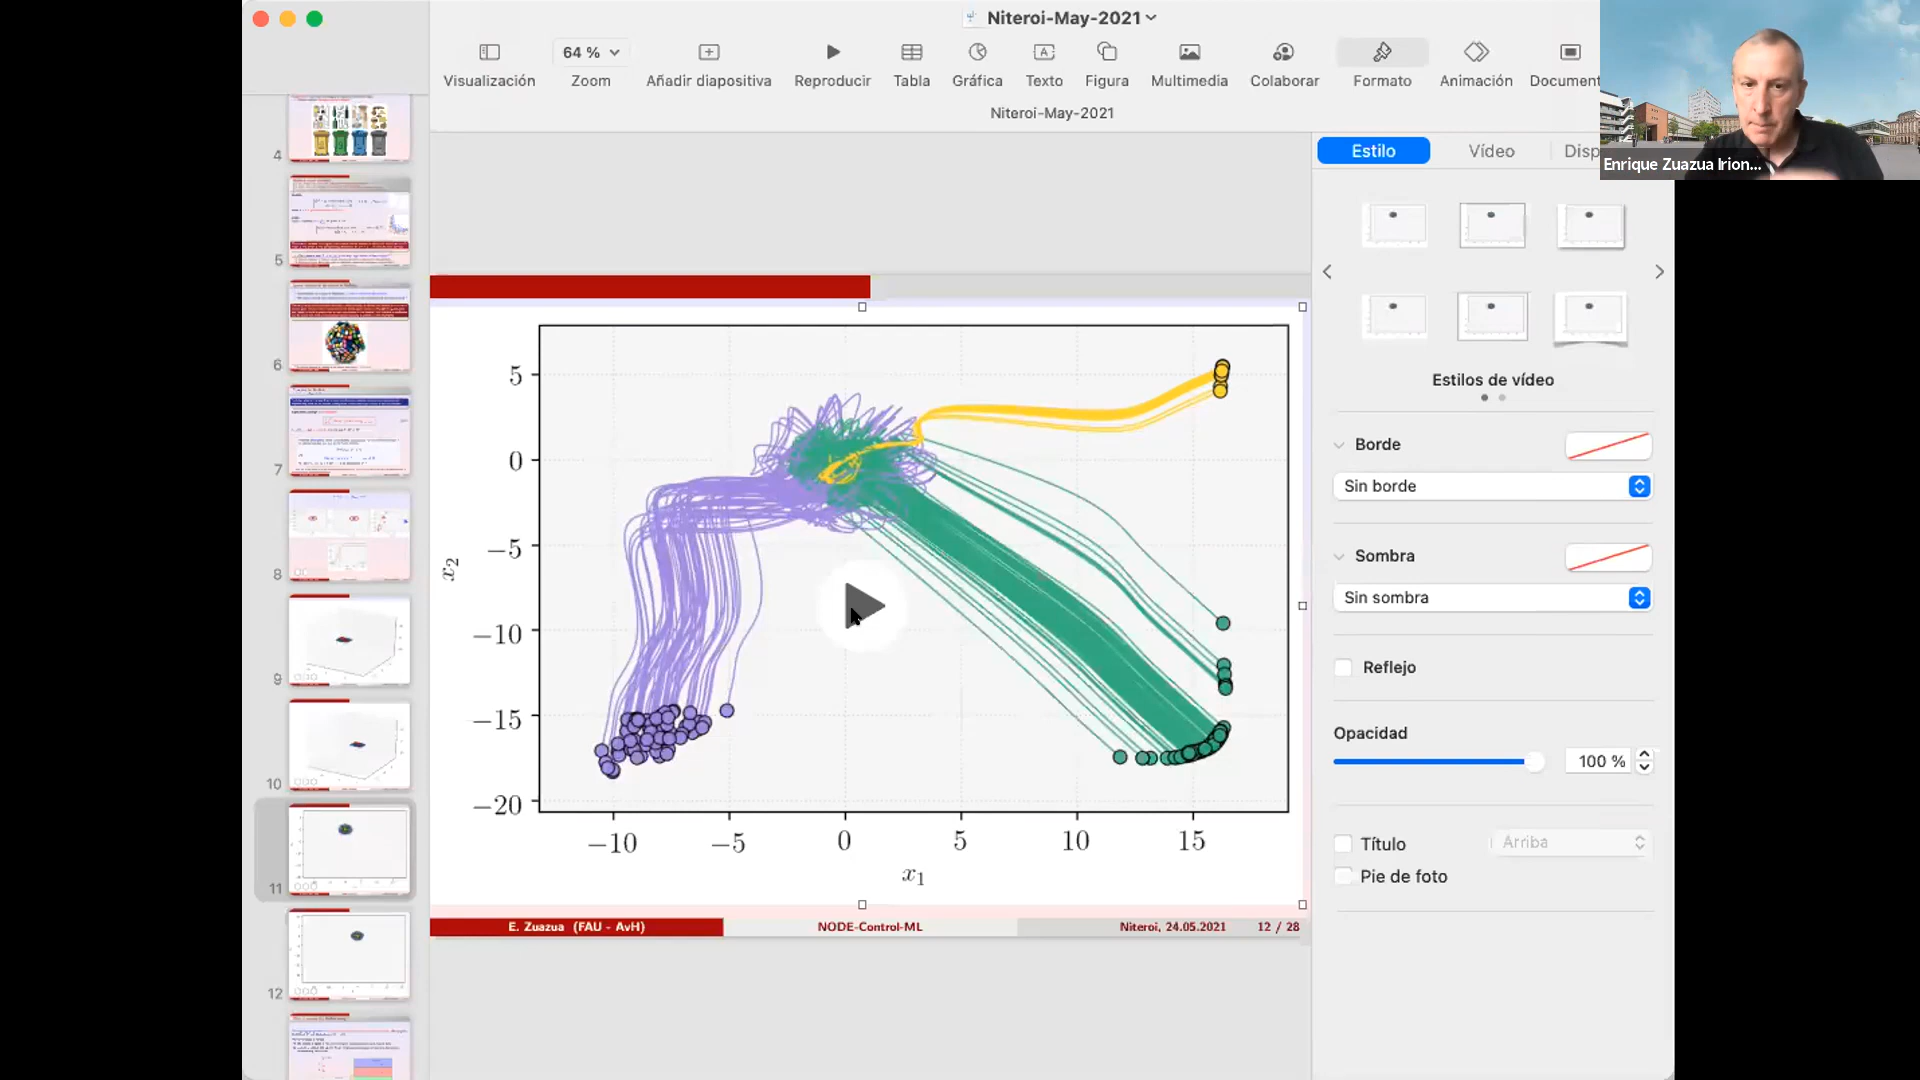 Niteroi-May-2021
64 %
Visualización
Zoom
Añadir diapositiva
Reproducir
Tabla
Gráfica
Texto
Figura
Multimedia
Colaborar
Formato
Animación
Document
Niteroi-May-2021
Enrique Zuazua Irion...
Estilo
Vídeo
Disp
4
5
6
7
8
9
10
11
12
5
0
−5
−10
−15
−20
x2
−10
−5
0
5
10
15
x1
E. Zuazua (FAU - AvH)
NODE-Control-ML
Niteroi, 24.05.2021
12 / 28
Estilos de vídeo
Borde
Sin borde
Sombra
Sin sombra
Reflejo
Opacidad
100 %
Título
Arriba
Pie de foto